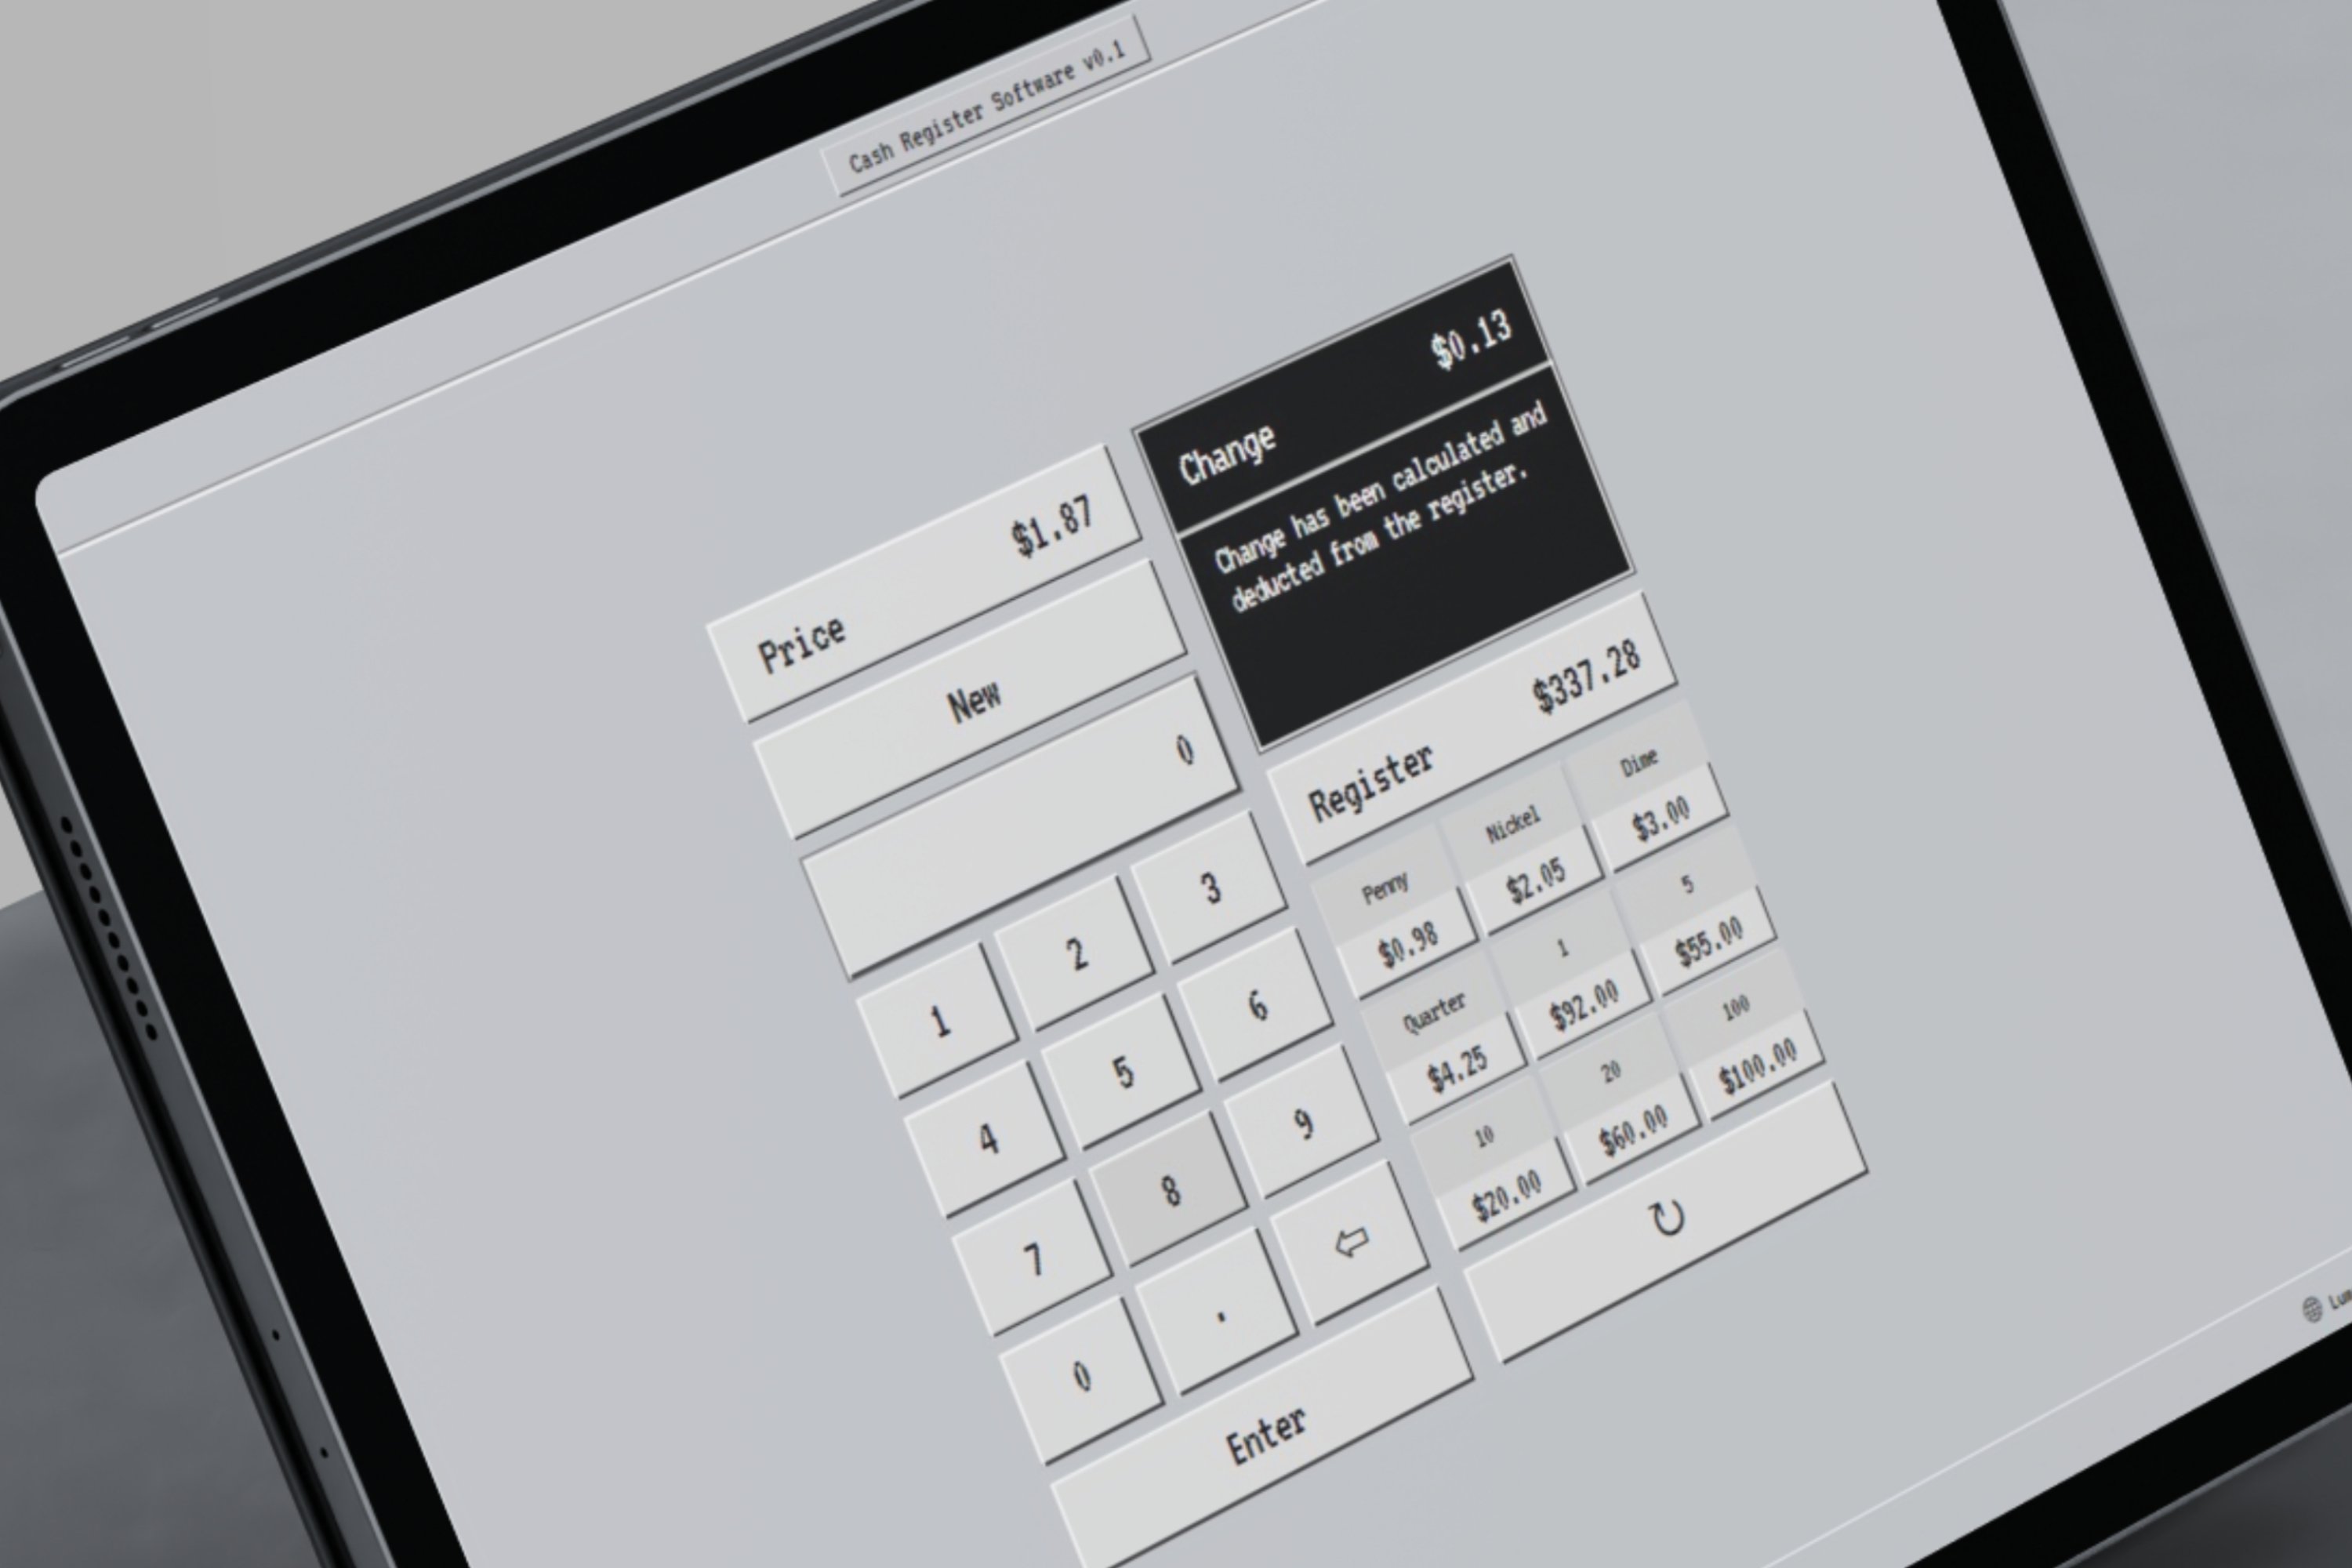 Cash Register Software v0.1
Price $1.87
New
0
1 2 3
4 5 6
7 8 9
0 . ⇦
Enter
Change $0.13
Change has been calculated and
deducted from the register.
Register $337.28
Penny Nickel Dime
$0.98 $2.05 $3.00
Quarter 1 5
$4.25 $92.00 $55.00
10 20 100
$20.00 $60.00 $100.00
↻